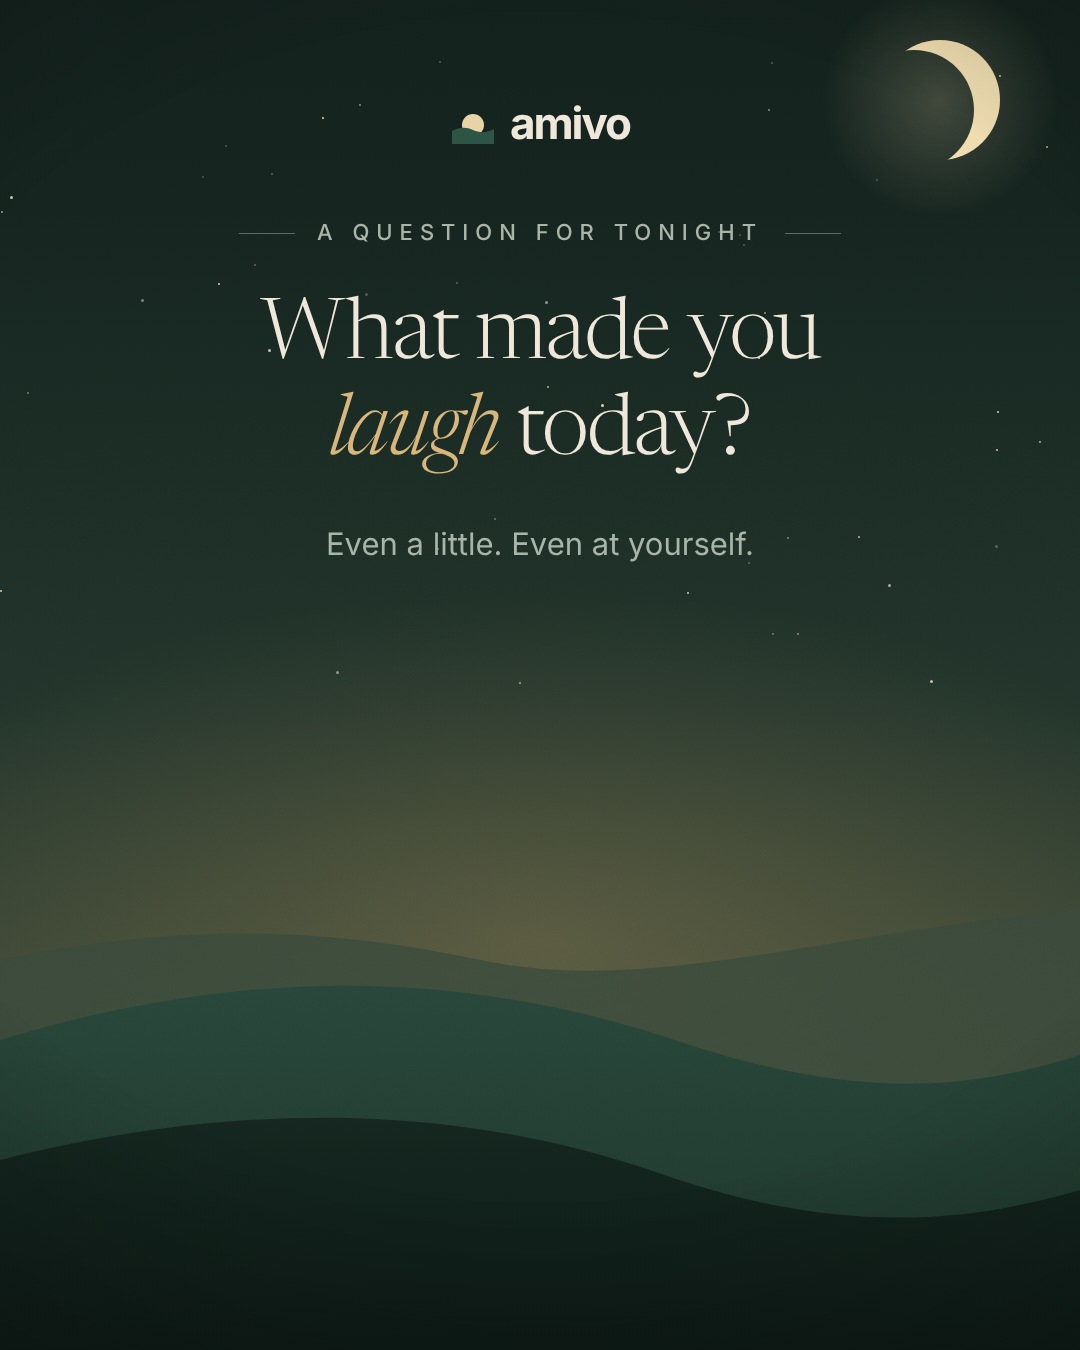 amivo
A QUESTION FOR TONIGHT
What made you
laugh today?
Even a little. Even at yourself.